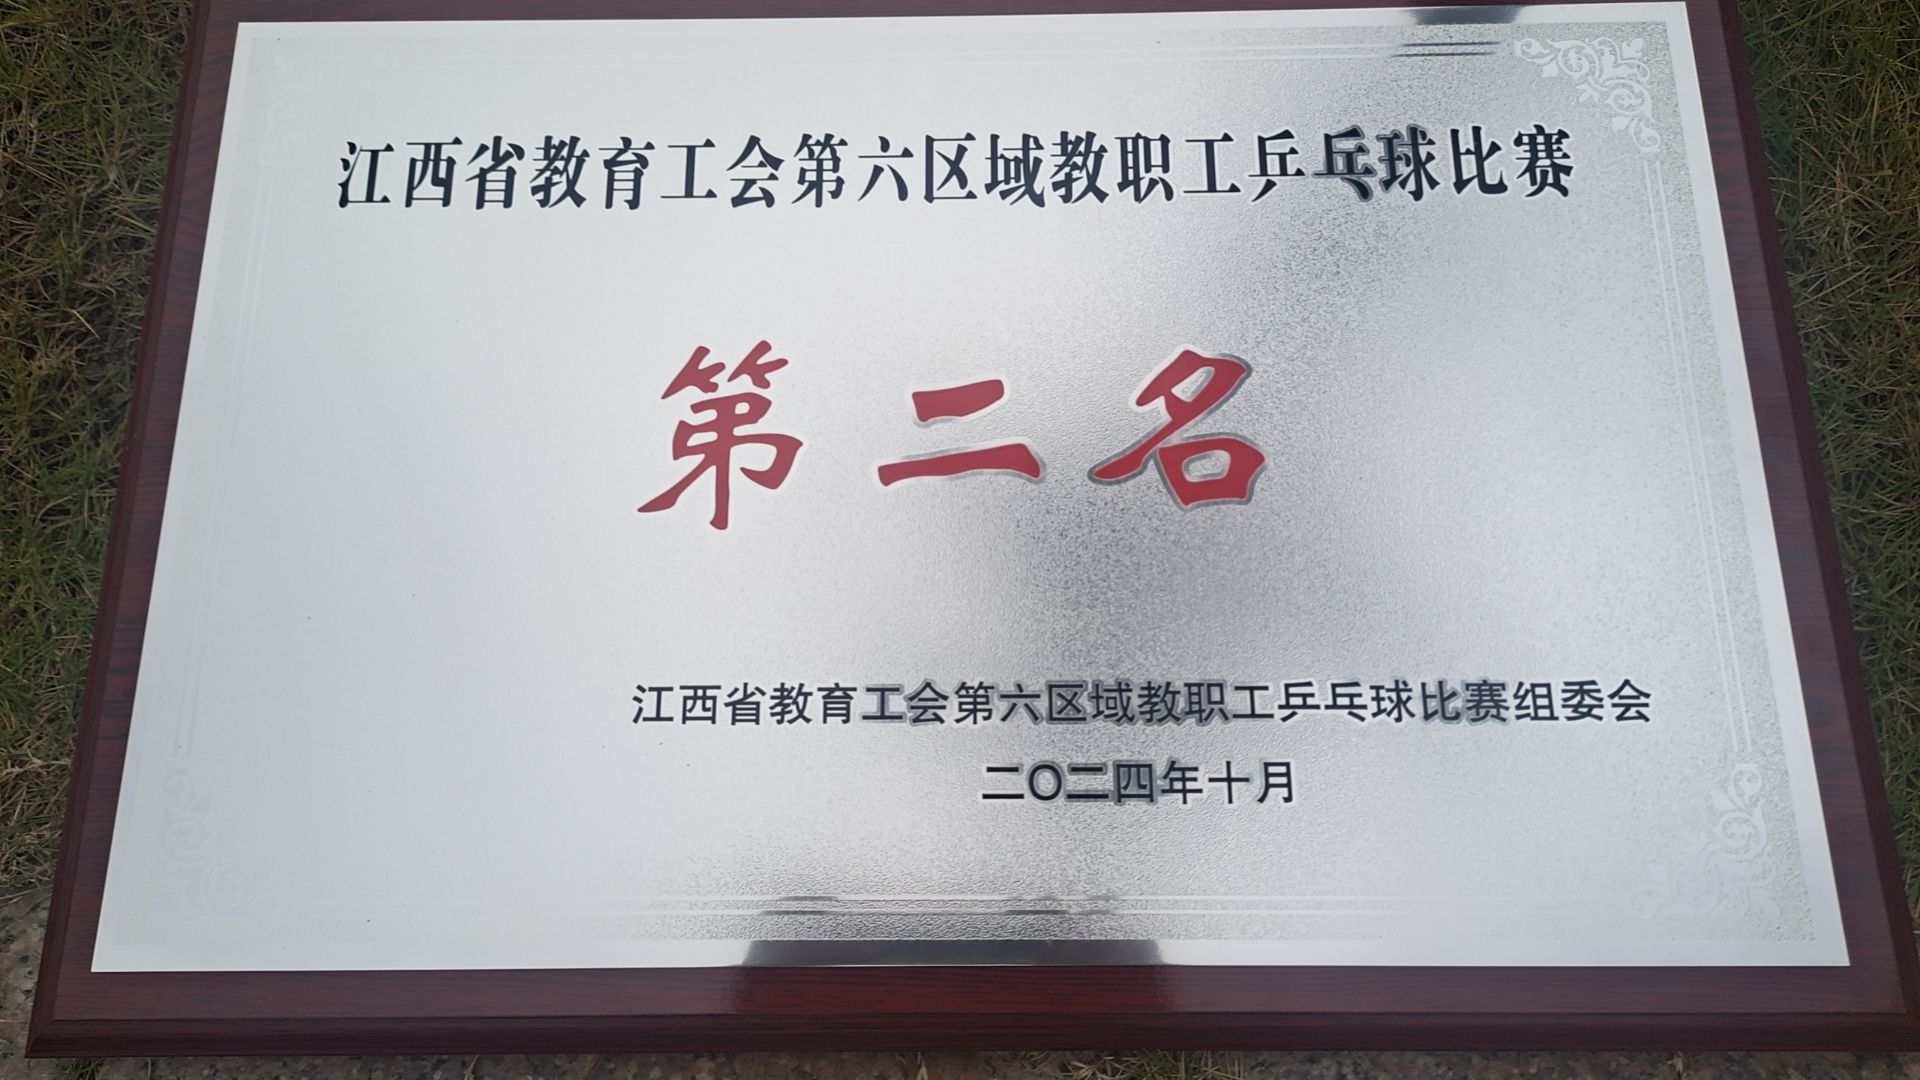 江西省教育工会第六区域教职工乒乓球比赛
第二名
江西省教育工会第六区域教职工乒乓球比赛组委会
二〇二四年十月